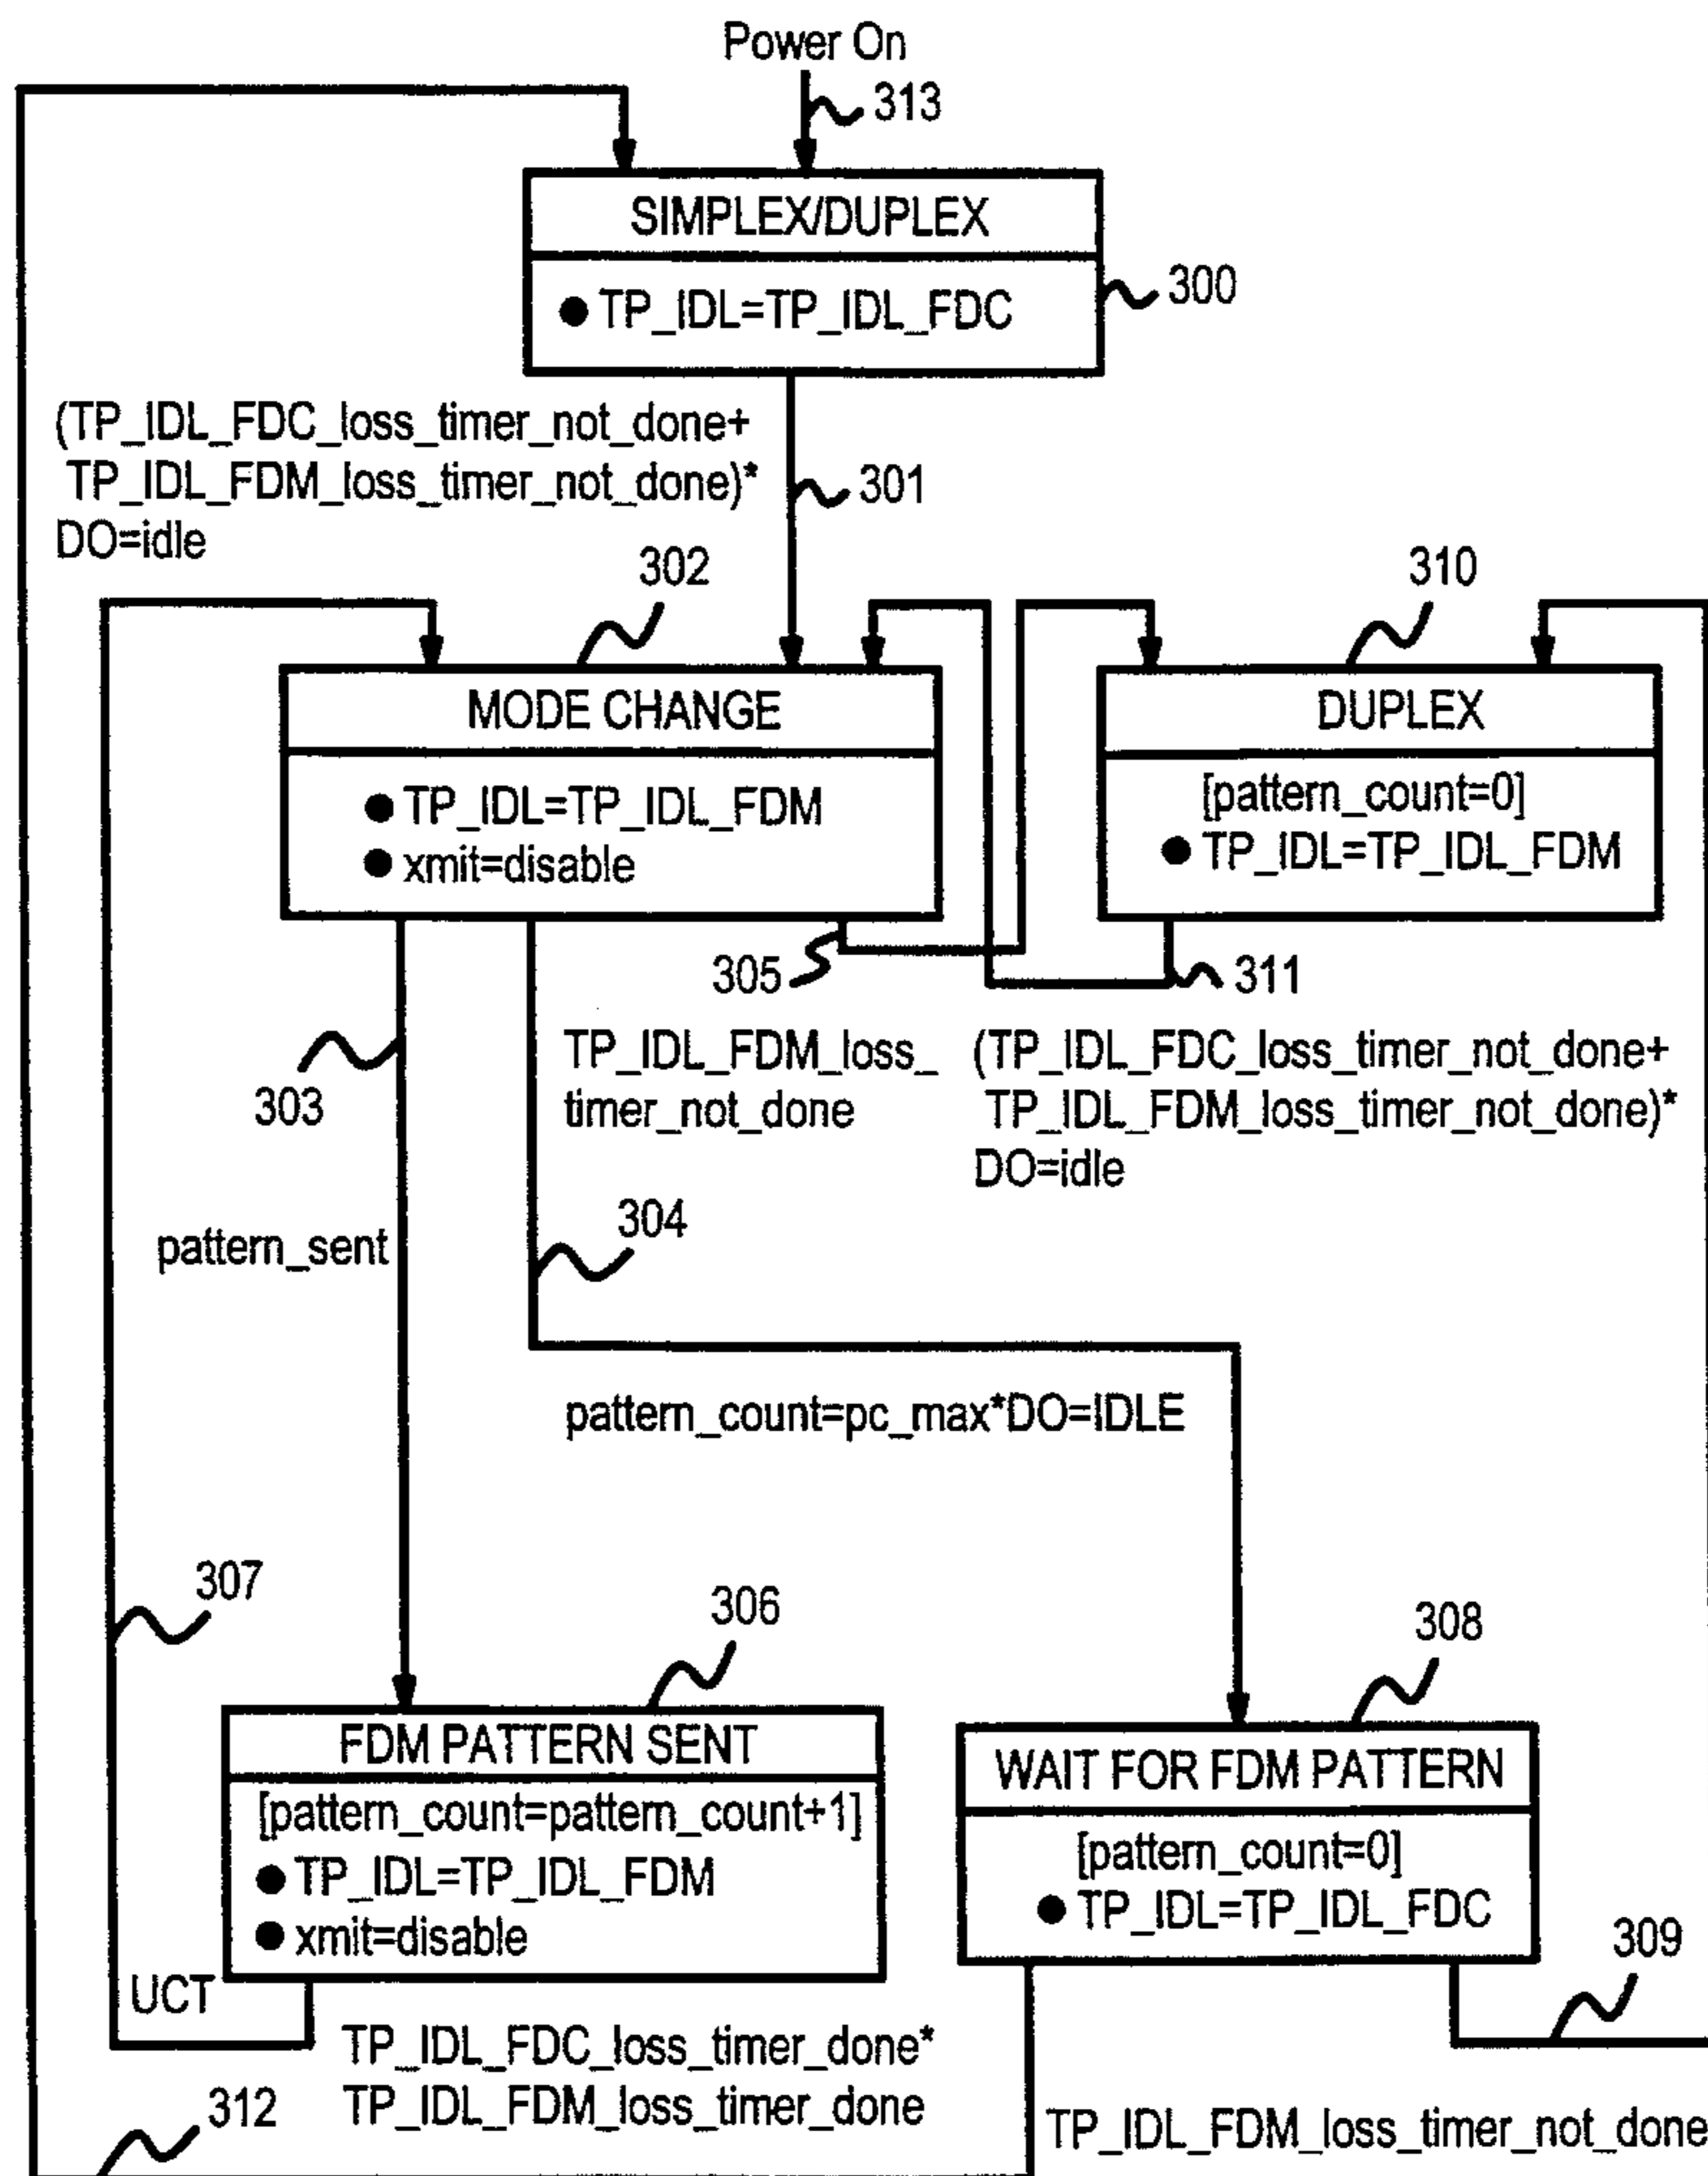 Power On
313
SIMPLEX/DUPLEX
● TP_IDL=TP_IDL_FDC
300
(TP_IDL_FDC_loss_timer_not_done+
TP_IDL_FDM_loss_timer_not_done)*
DO=idle
301
302
310
MODE CHANGE
● TP_IDL=TP_IDL_FDM
● xmit=disable
DUPLEX
[pattern_count=0]
● TP_IDL=TP_IDL_FDM
305
311
303
TP_IDL_FDM_loss_
timer_not_done
(TP_IDL_FDC_loss_timer_not_done+
TP_IDL_FDM_loss_timer_not_done)*
DO=idle
304
pattern_sent
pattern_count=pc_max*DO=IDLE
307
306
308
FDM PATTERN SENT
[pattern_count=pattern_count+1]
● TP_IDL=TP_IDL_FDM
● xmit=disable
WAIT FOR FDM PATTERN
[pattern_count=0]
● TP_IDL=TP_IDL_FDC
309
UCT
TP_IDL_FDC_loss_timer_done*
TP_IDL_FDM_loss_timer_done
312
TP_IDL_FDM_loss_timer_not_done